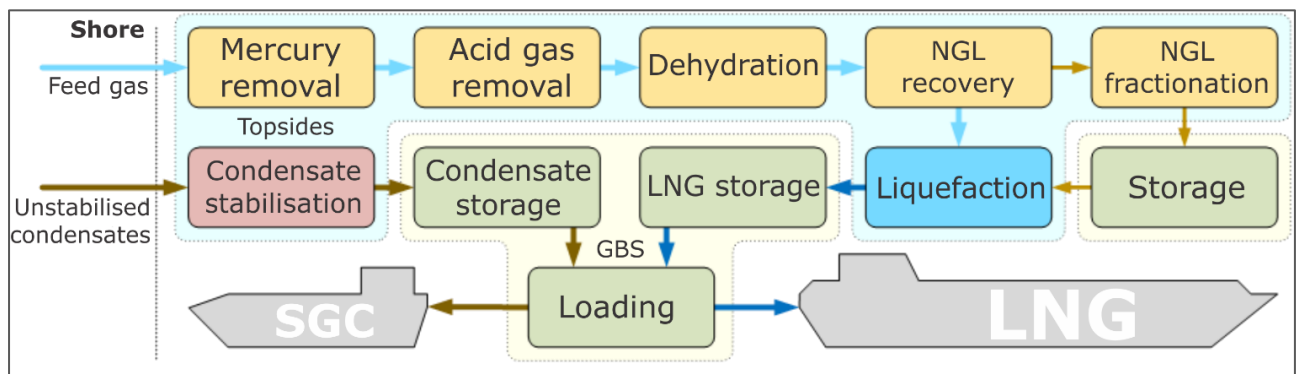 Shore
Mercury
removal
Acid gas
removal
Dehydration
NGL
recovery
NGL
fractionation
Feed gas
Topsides
Condensate
stabilisation
Condensate
storage
LNG storage
Liquefaction
Storage
Unstabilised
condensates
GBS
Loading
SGC
LNG